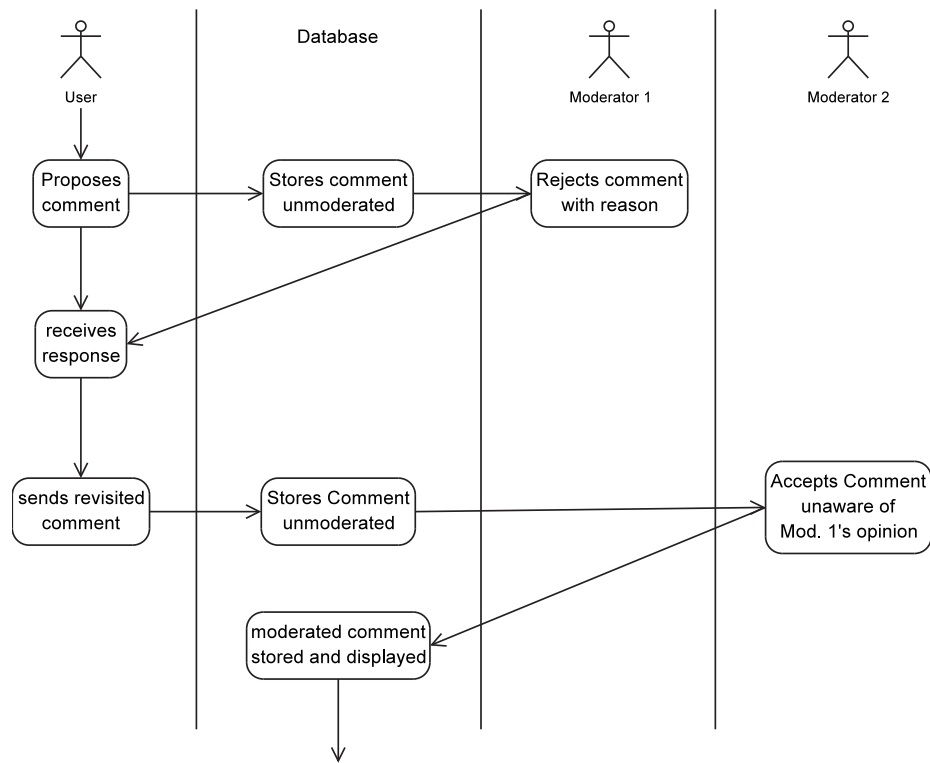 Database
User
Moderator 1
Moderator 2
Proposes
comment
Stores comment
unmoderated
Rejects comment
with reason
receives
response
sends revisited
comment
Stores Comment
unmoderated
Accepts Comment
unaware of
Mod. 1's opinion
moderated comment
stored and displayed